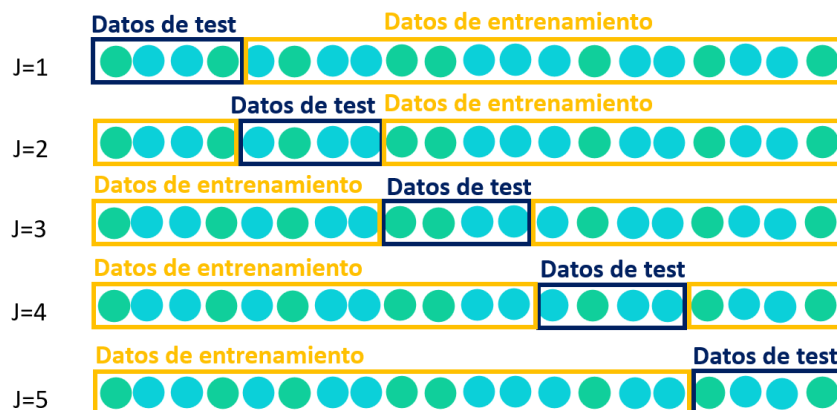 Datos de test Datos de entrenamiento
J=1
Datos de test Datos de entrenamiento
J=2
Datos de entrenamiento Datos de test
J=3
Datos de entrenamiento Datos de test
J=4
Datos de entrenamiento Datos de test
J=5